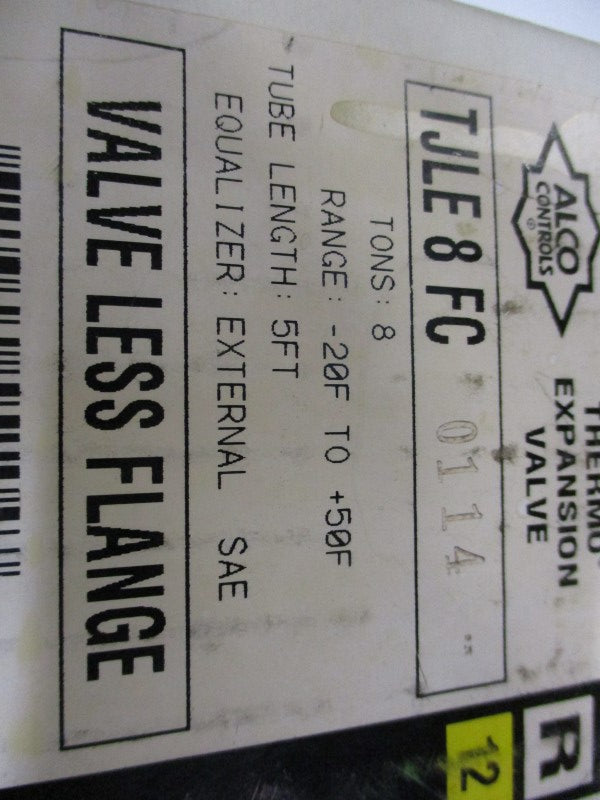 ALCO
CONTROLS
THERMO
EXPANSION
VALVE
R
12
TJLE 8 FC 0114
TONS: 8
RANGE: -20F TO +50F
TUBE LENGTH: 5FT
EQUALIZER: EXTERNAL SAE
VALVE LESS FLANGE